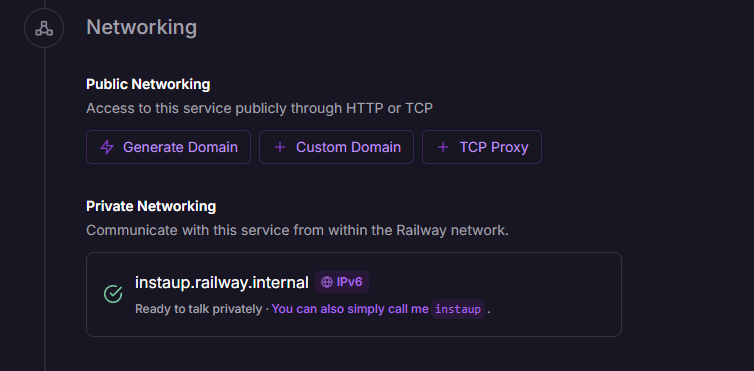 Networking
Public Networking
Access to this service publicly through HTTP or TCP
Generate Domain
Custom Domain
TCP Proxy
Private Networking
Communicate with this service from within the Railway network.
instaup.railway.internal IPv6
Ready to talk privately · You can also simply call me instaup .